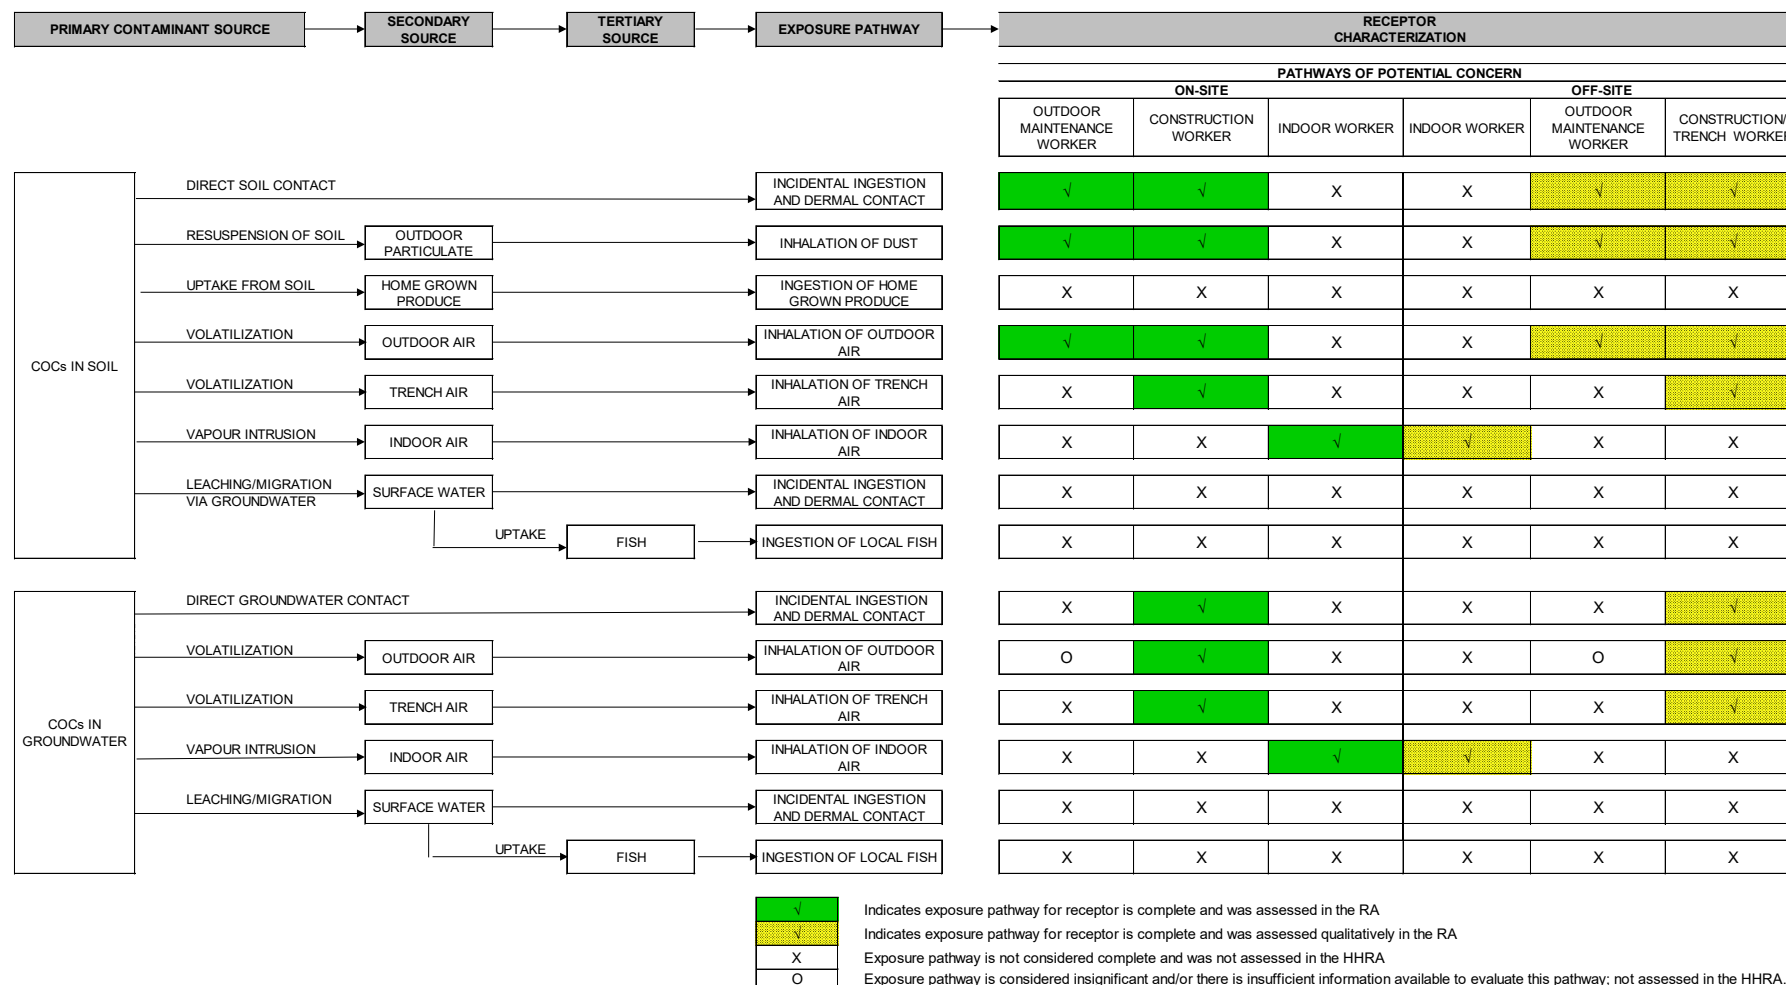 PRIMARY CONTAMINANT SOURCE
SECONDARY
SOURCE
TERTIARY
SOURCE
EXPOSURE PATHWAY
RECEPTOR
CHARACTERIZATION
PATHWAYS OF POTENTIAL CONCERN
ON-SITE
OFF-SITE
OUTDOOR
MAINTENANCE
WORKER
CONSTRUCTION
WORKER
INDOOR WORKER
INDOOR WORKER
OUTDOOR
MAINTENANCE
WORKER
CONSTRUCTION/
TRENCH WORKER
COCs IN SOIL
DIRECT SOIL CONTACT
INCIDENTAL INGESTION
AND DERMAL CONTACT
√ √ X X √ √
RESUSPENSION OF SOIL
OUTDOOR
PARTICULATE
INHALATION OF DUST
√ √ X X √ √
UPTAKE FROM SOIL
HOME GROWN
PRODUCE
INGESTION OF HOME
GROWN PRODUCE
X X X X X X
VOLATILIZATION
OUTDOOR AIR
INHALATION OF OUTDOOR
AIR
√ √ X X √ √
VOLATILIZATION
TRENCH AIR
INHALATION OF TRENCH
AIR
X √ X X X √
VAPOUR INTRUSION
INDOOR AIR
INHALATION OF INDOOR
AIR
X X √ √ X X
LEACHING/MIGRATION
VIA GROUNDWATER
SURFACE WATER
INCIDENTAL INGESTION
AND DERMAL CONTACT
X X X X X X
UPTAKE
FISH
INGESTION OF LOCAL FISH
X X X X X X
COCs IN
GROUNDWATER
DIRECT GROUNDWATER CONTACT
INCIDENTAL INGESTION
AND DERMAL CONTACT
X √ X X X √
VOLATILIZATION
OUTDOOR AIR
INHALATION OF OUTDOOR
AIR
O √ X X O √
VOLATILIZATION
TRENCH AIR
INHALATION OF TRENCH
AIR
X √ X X X √
VAPOUR INTRUSION
INDOOR AIR
INHALATION OF INDOOR
AIR
X X √ √ X X
LEACHING/MIGRATION
SURFACE WATER
INCIDENTAL INGESTION
AND DERMAL CONTACT
X X X X X X
UPTAKE
FISH
INGESTION OF LOCAL FISH
X X X X X X
√ Indicates exposure pathway for receptor is complete and was assessed in the RA
√ Indicates exposure pathway for receptor is complete and was assessed qualitatively in the RA
X Exposure pathway is not considered complete and was not assessed in the HHRA
O Exposure pathway is considered insignificant and/or there is insufficient information available to evaluate this pathway; not assessed in the HHRA.